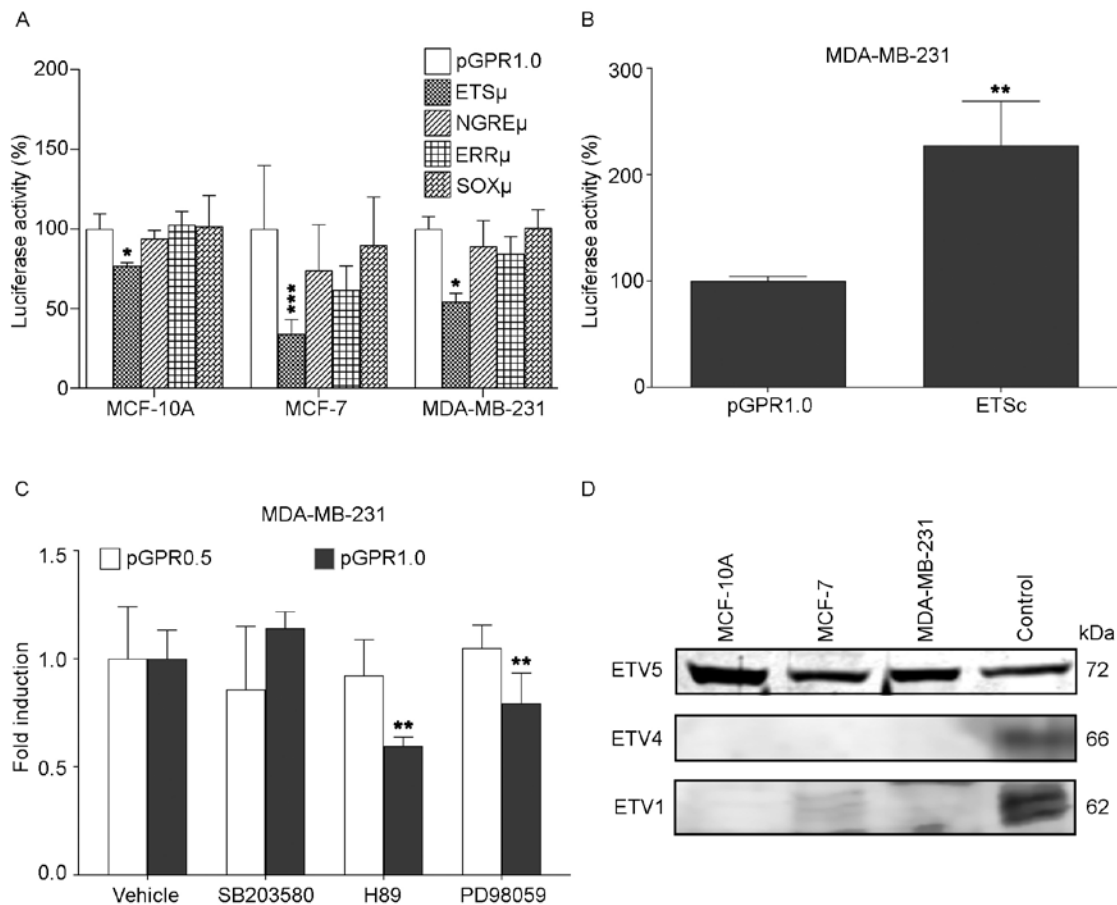 A
Luciferase activity (%)
200
150
100
50
0
pGPR1.0
ETSµ
NGREµ
ERRµ
SOXµ
*
***
*
MCF-10A MCF-7 MDA-MB-231
B
MDA-MB-231
Luciferase activity (%)
300
200
100
0
**
pGPR1.0 ETSc
C
MDA-MB-231
pGPR0.5 pGPR1.0
Fold induction
1.5
1.0
0.5
0.0
**
**
Vehicle SB203580 H89 PD98059
D
MCF-10A MCF-7 MDA-MB-231 Control kDa
ETV5 72
ETV4 66
ETV1 62